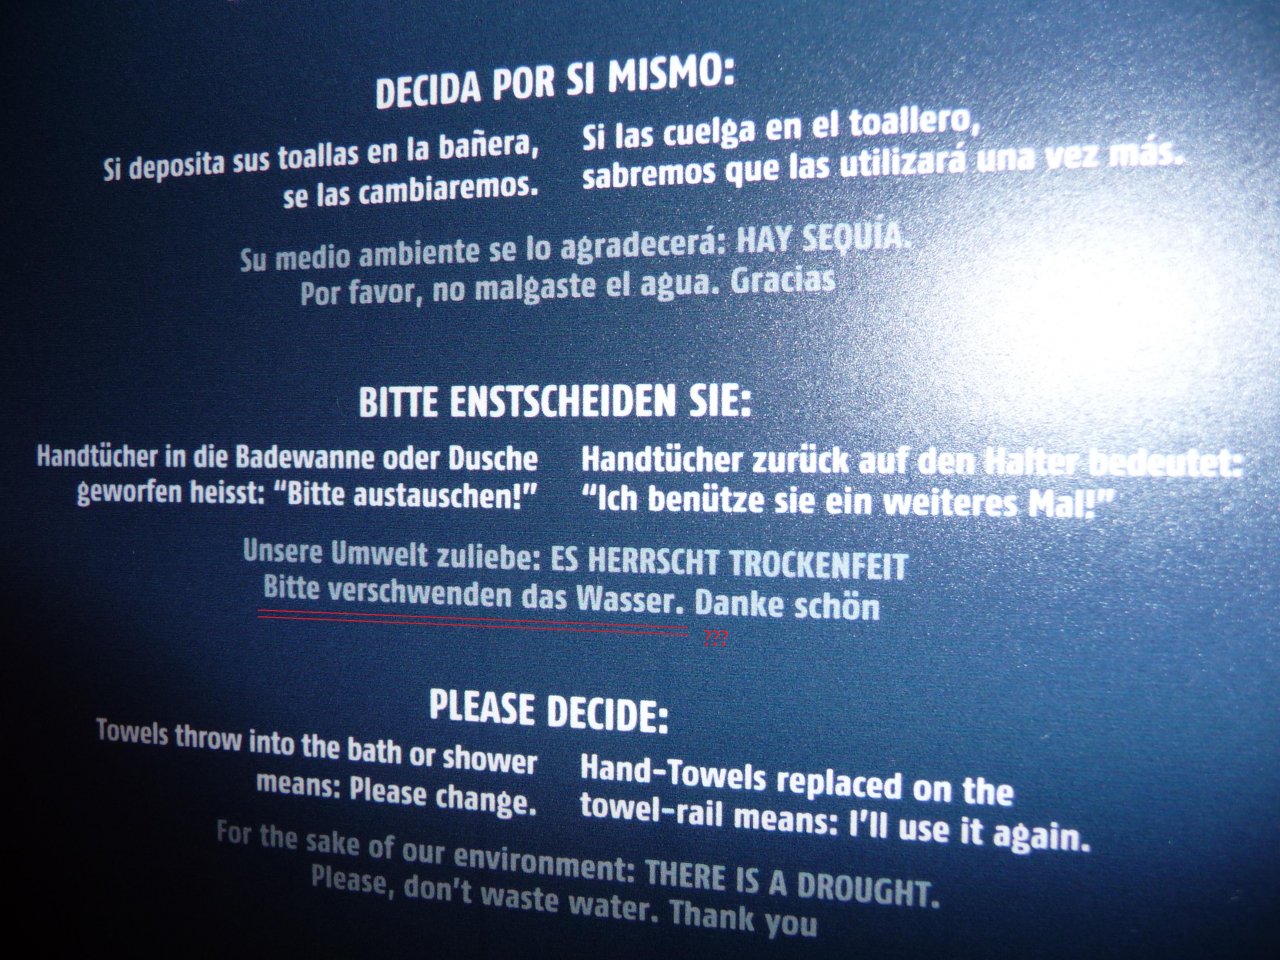 DECIDA POR SI MISMO:
Si deposita sus toallas en la bañera,
se las cambiaremos.
Si las cuelga en el toallero,
sabremos que las utilizará una vez más.
Su medio ambiente se lo agradecerá: HAY SEQUÍA.
Por favor, no malgaste el agua. Gracias
BITTE ENSTSCHEIDEN SIE:
Handtücher in die Badewanne oder Dusche
geworfen heisst: “Bitte austauschen!”
Handtücher zurück auf den Halter bedeutet:
“Ich benütze sie ein weiteres Mal!”
Unsere Umwelt zuliebe: ES HERRSCHT TROCKENFEIT
Bitte verschwenden das Wasser. Danke schön
???
PLEASE DECIDE:
Towels throw into the bath or shower
means: Please change.
Hand-Towels replaced on the
towel-rail means: I’ll use it again.
For the sake of our environment: THERE IS A DROUGHT.
Please, don’t waste water. Thank you